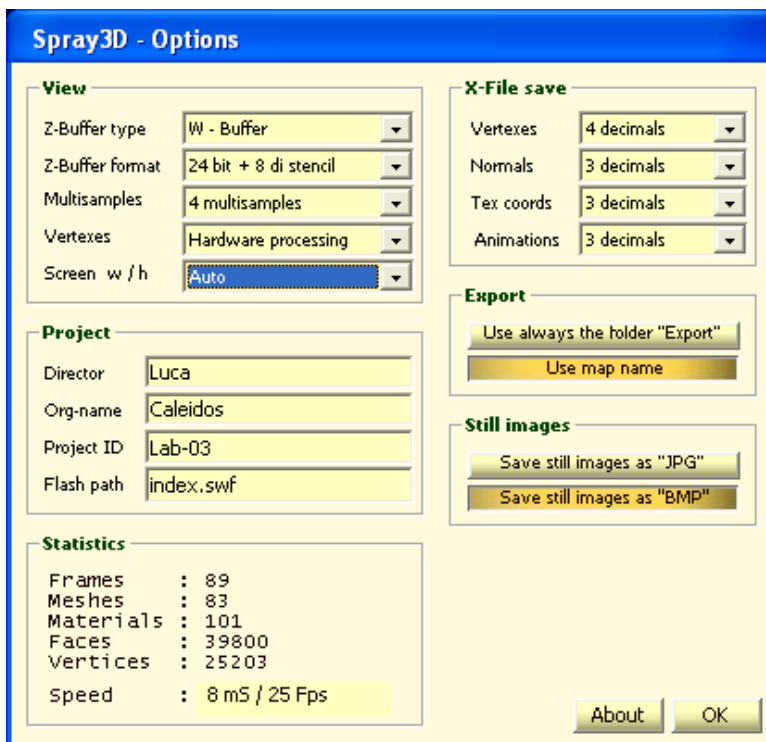 Spray3D - Options
View
Z-Buffer type W - Buffer
Z-Buffer format 24 bit + 8 di stencil
Multisamples 4 multisamples
Vertexes Hardware processing
Screen w / h Auto
Project
Director Luca
Org-name Caleidos
Project ID Lab-03
Flash path index.swf
Statistics
Frames : 89
Meshes : 83
Materials : 101
Faces : 39800
Vertices : 25203
Speed : 8 mS / 25 Fps
X-File save
Vertexes 4 decimals
Normals 3 decimals
Tex coords 3 decimals
Animations 3 decimals
Export
Use always the folder "Export"
Use map name
Still images
Save still images as "JPG"
Save still images as "BMP"
About OK